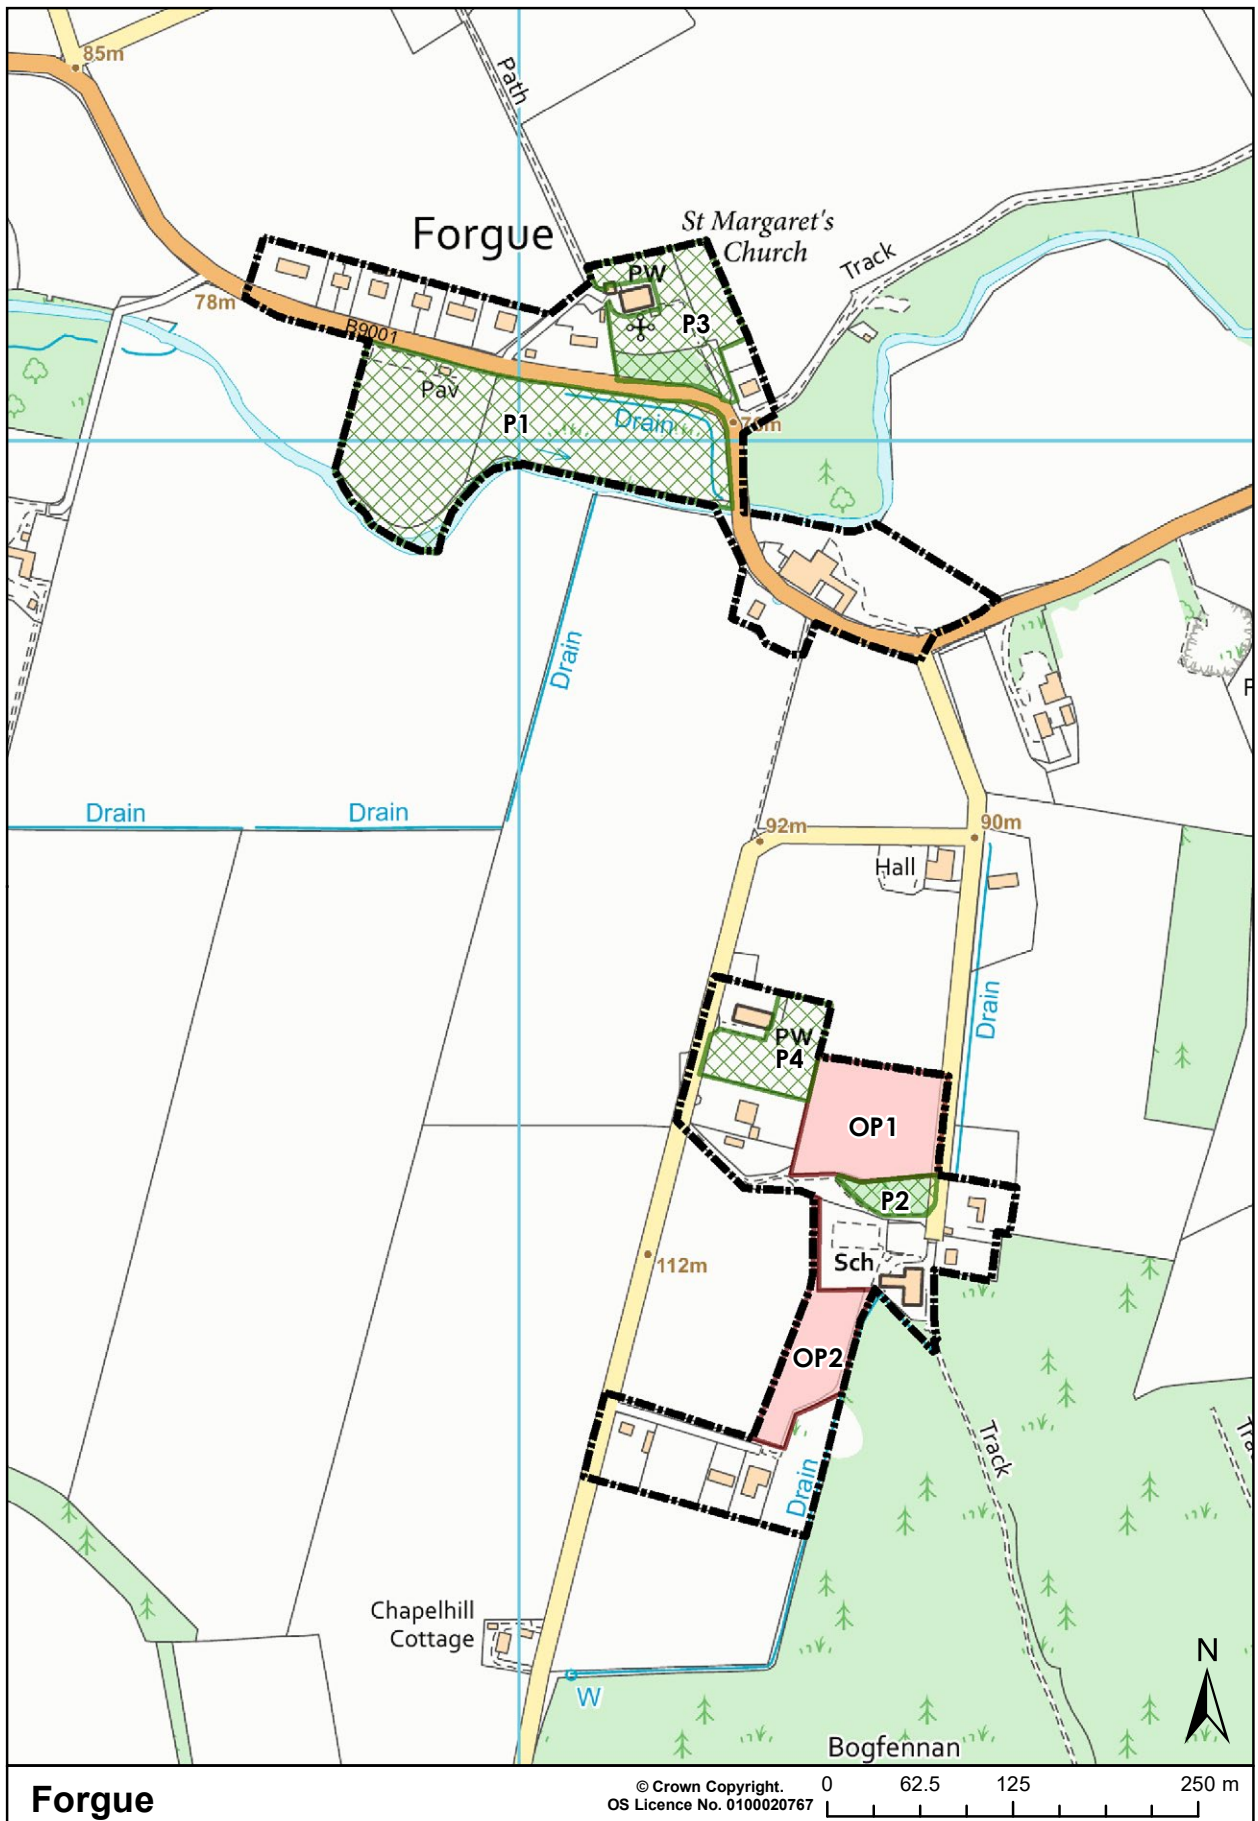 85m
Path
Forgue
St Margaret's
Church
Track
PW
78m
P3
B9001
Pav
P1
Drain
Drain
Drain
Drain
92m
90m
Hall
Drain
PW
P4
OP1
P2
Sch
112m
OP2
Track
Drain
Chapelhill
Cottage
W
N
Bogfennan
Forgue
© Crown Copyright.
OS Licence No. 0100020767
0 62.5 125 250 m